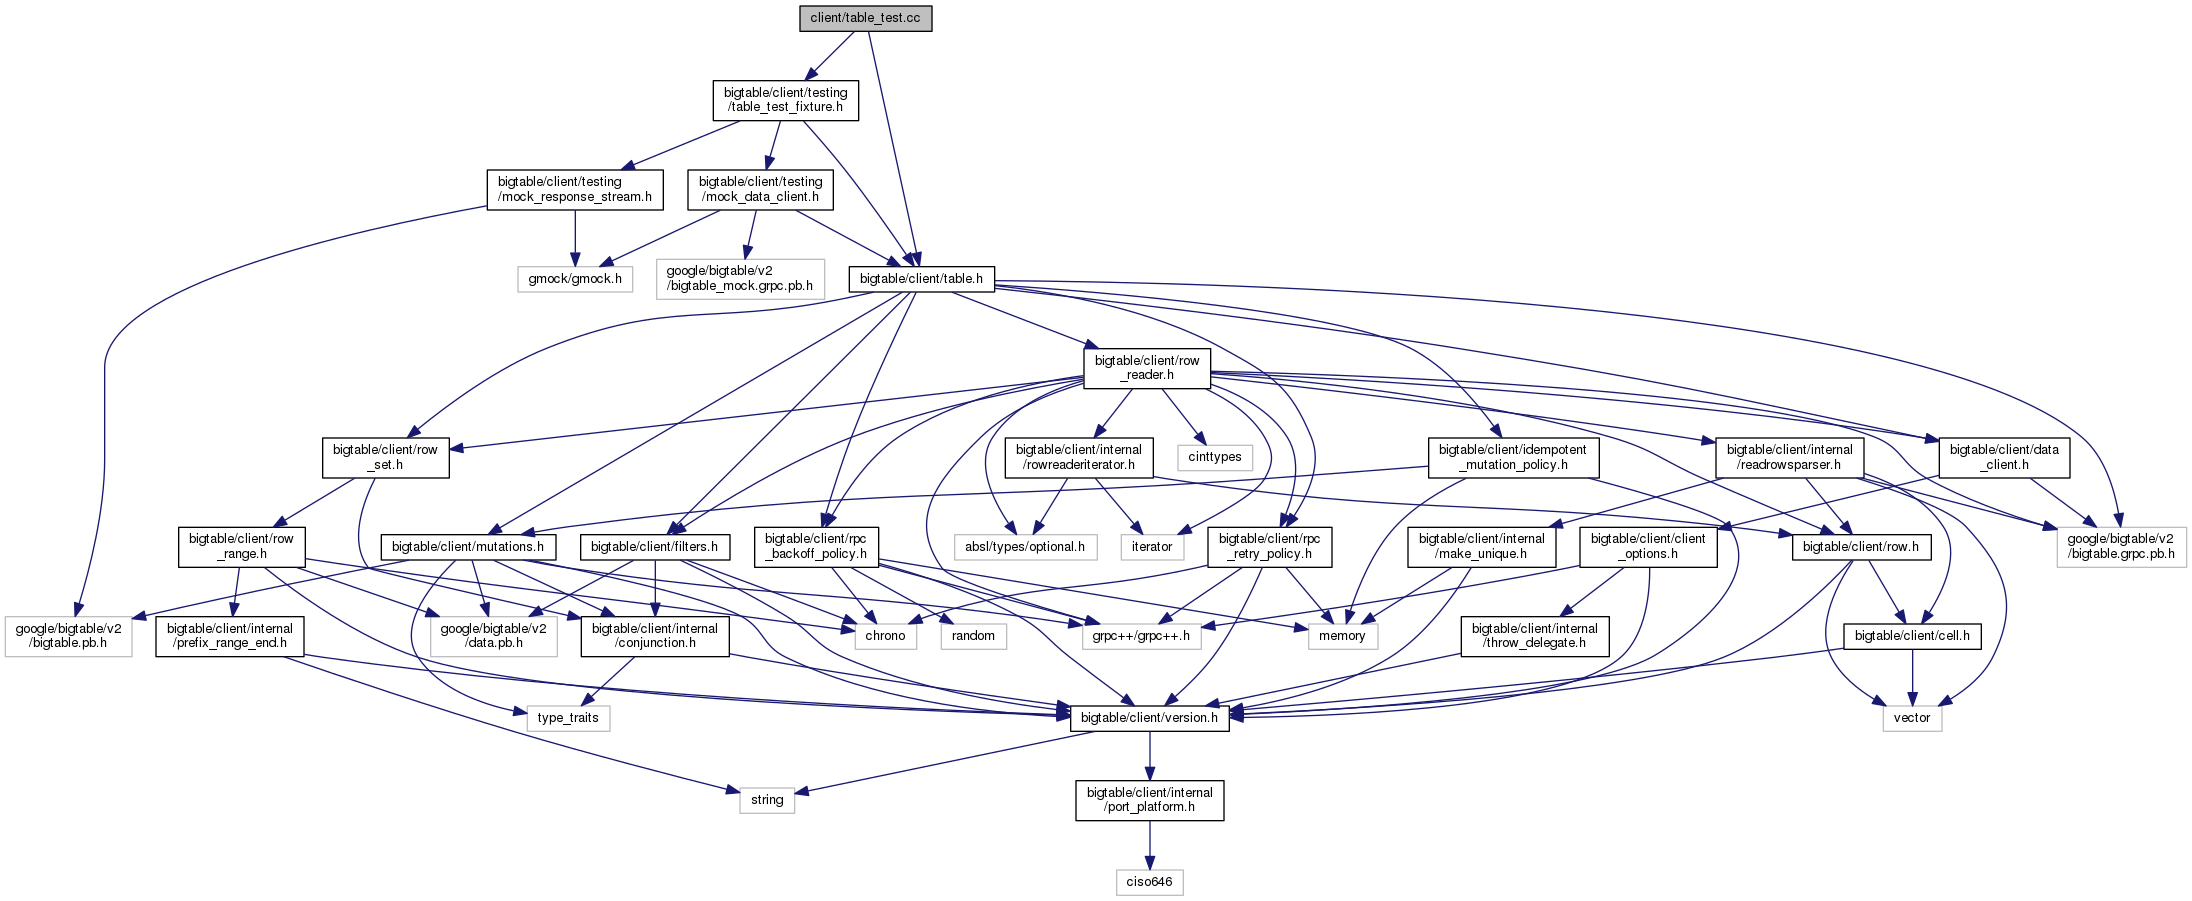 client/table_test.cc
bigtable/client/testing
/table_test_fixture.h
bigtable/client/testing
/mock_response_stream.h
bigtable/client/testing
/mock_data_client.h
gmock/gmock.h
google/bigtable/v2
/bigtable_mock.grpc.pb.h
bigtable/client/table.h
bigtable/client/row
_reader.h
bigtable/client/row
_set.h
bigtable/client/internal
/rowreaderiterator.h
cinttypes
bigtable/client/idempotent
_mutation_policy.h
bigtable/client/internal
/readrowsparser.h
bigtable/client/data
_client.h
bigtable/client/row
_range.h
bigtable/client/mutations.h
bigtable/client/filters.h
bigtable/client/rpc
_backoff_policy.h
absl/types/optional.h
iterator
bigtable/client/rpc
_retry_policy.h
bigtable/client/internal
/make_unique.h
bigtable/client/client
_options.h
bigtable/client/row.h
google/bigtable/v2
/bigtable.grpc.pb.h
google/bigtable/v2
/bigtable.pb.h
bigtable/client/internal
/prefix_range_end.h
google/bigtable/v2
/data.pb.h
bigtable/client/internal
/conjunction.h
chrono
random
grpc++/grpc++.h
memory
bigtable/client/internal
/throw_delegate.h
bigtable/client/cell.h
type_traits
bigtable/client/version.h
vector
string
bigtable/client/internal
/port_platform.h
ciso646